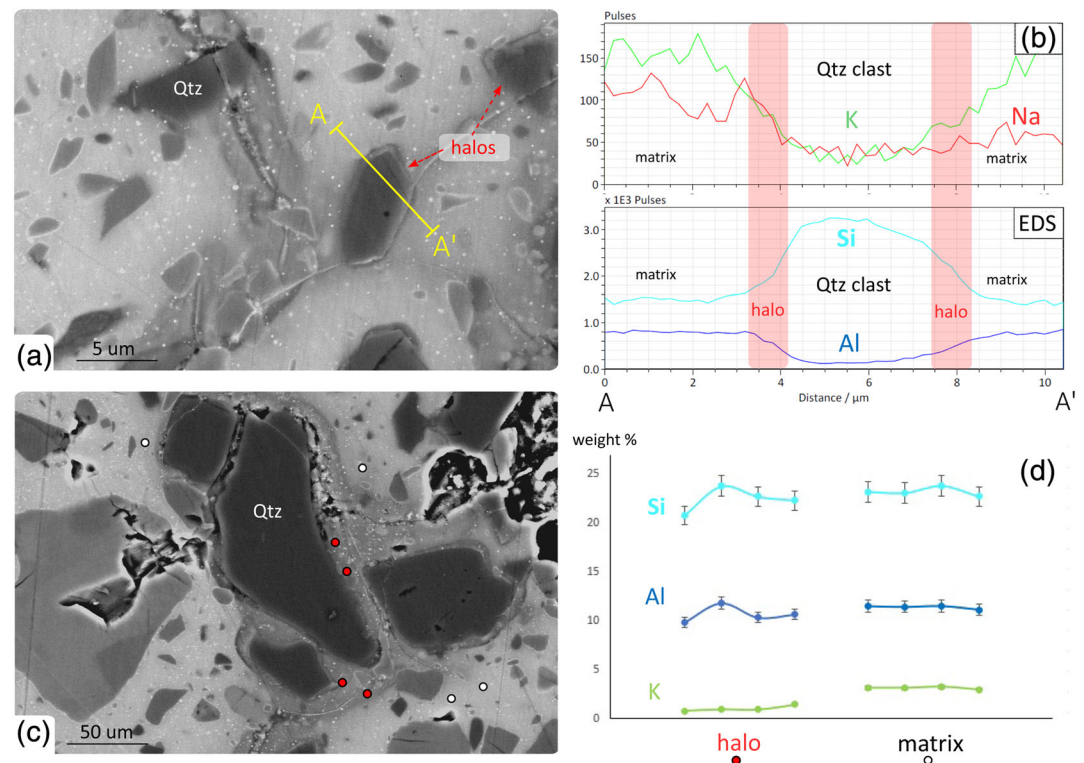 (a)
Qtz
A
halos
A'
5 um
Pulses
(b)
150
100
50
0
Qtz clast
K
Na
matrix
matrix
x 1E3 Pulses
EDS
3.0
2.0
1.0
0.0
Si
matrix
Qtz clast
matrix
halo
halo
Al
0 2 4 6 8 10
A Distance / µm A'
(c)
Qtz
50 um
weight %
(d)
25
20
15
10
5
0
Si
Al
K
halo
matrix